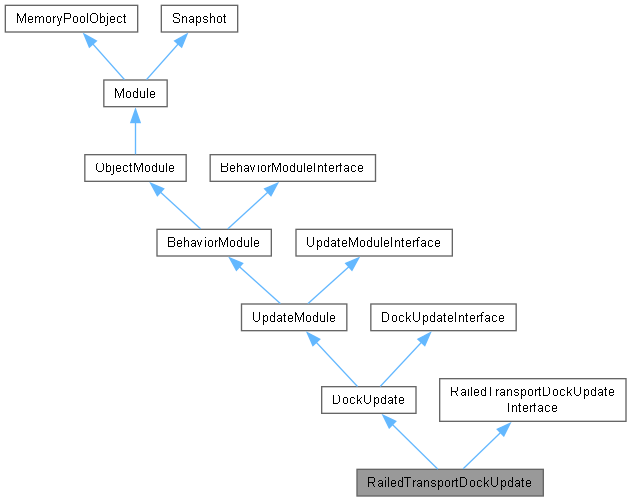 MemoryPoolObject
Snapshot
Module
ObjectModule
BehaviorModuleInterface
BehaviorModule
UpdateModuleInterface
UpdateModule
DockUpdateInterface
DockUpdate
RailedTransportDockUpdate
Interface
RailedTransportDockUpdate